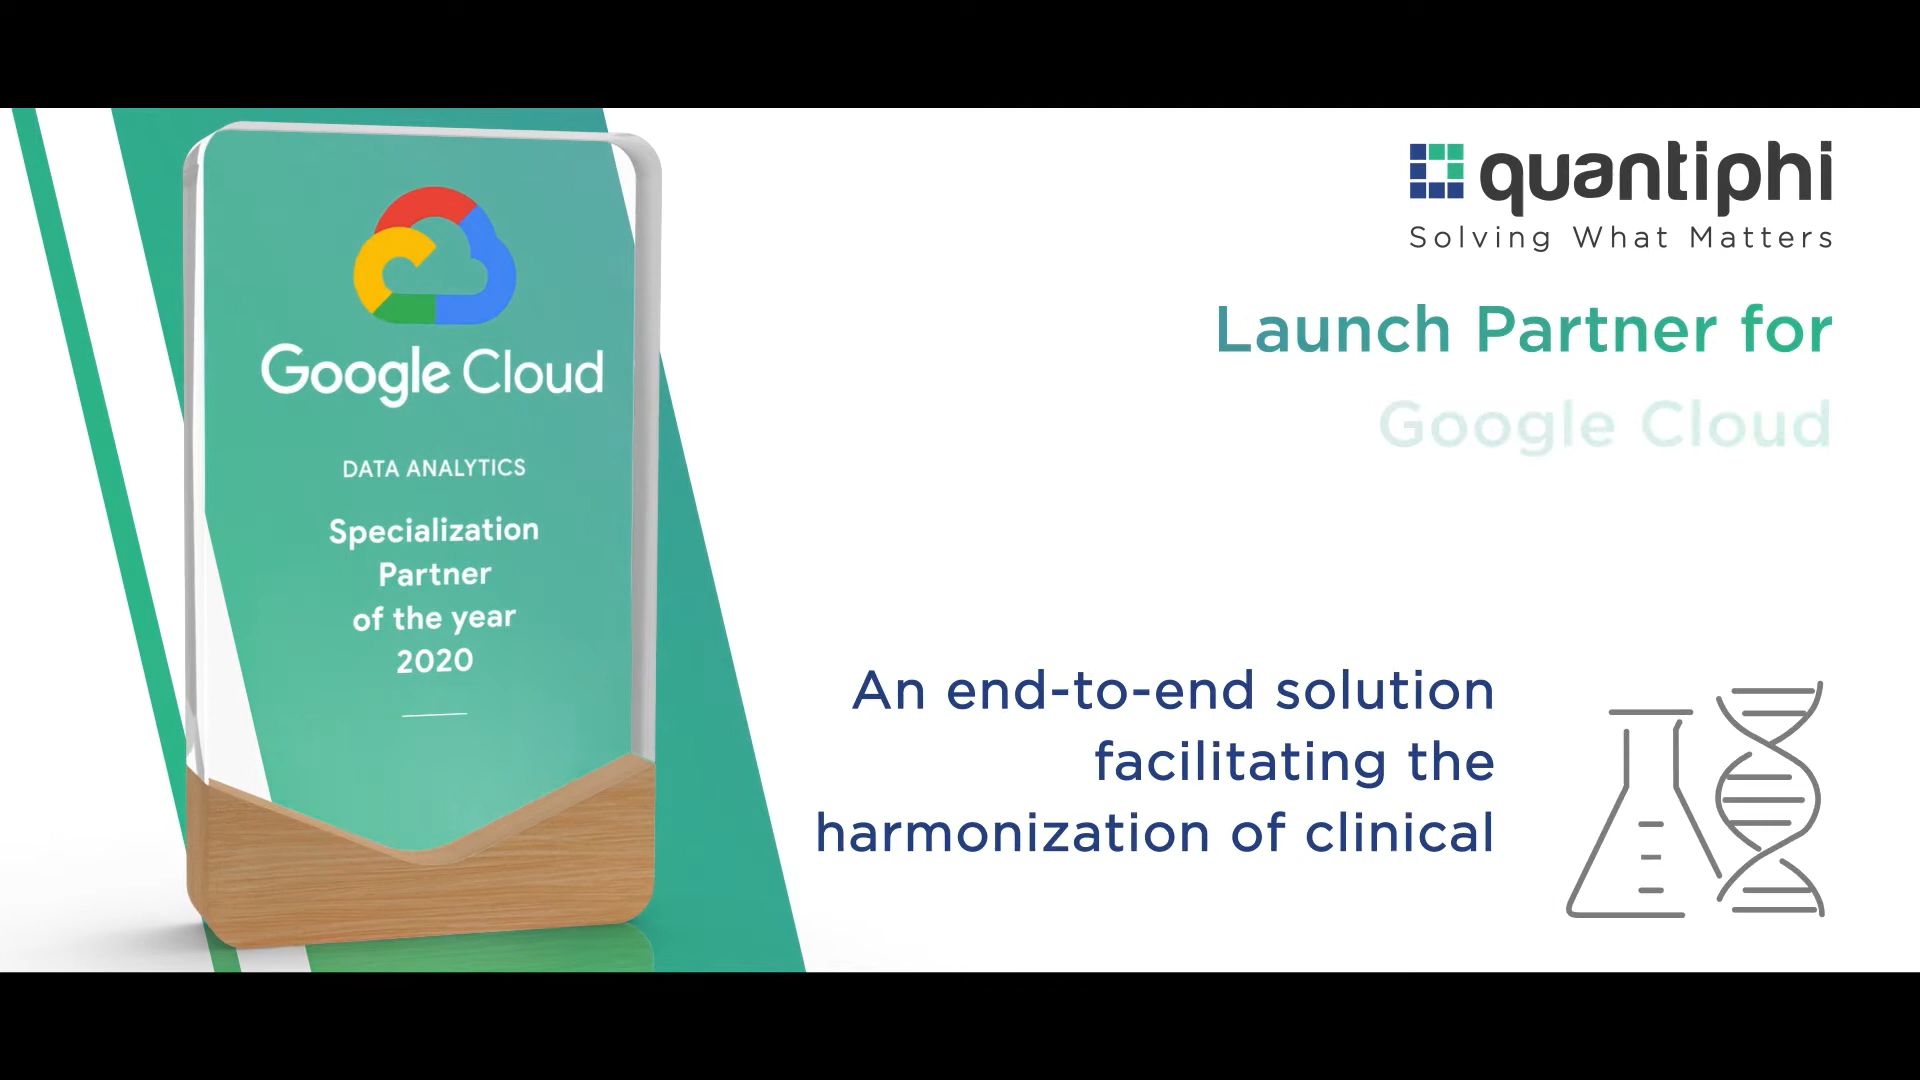 Google Cloud
DATA ANALYTICS
Specialization
Partner
of the year
2020
quantiphi
Solving What Matters
Launch Partner for
Google Cloud
An end-to-end solution
facilitating the
harmonization of clinical